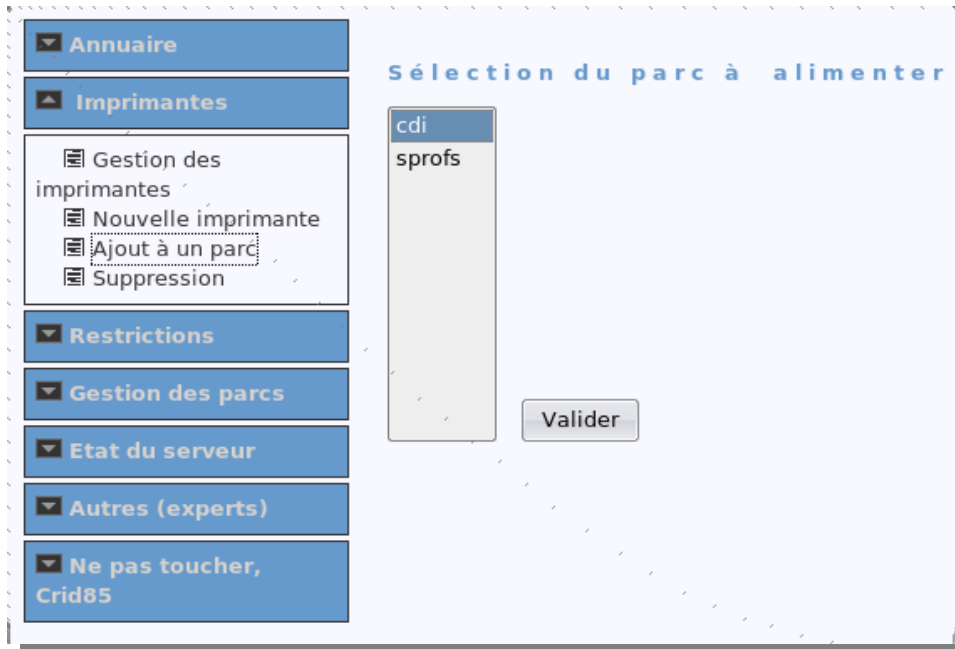 Annuaire
Imprimantes
Gestion des
imprimantes
Nouvelle imprimante
Ajout à un parc
Suppression
Restrictions
Gestion des parcs
Etat du serveur
Autres (experts)
Ne pas toucher,
Crid85
Sélection du parc à alimenter
cdi
sprofs
Valider